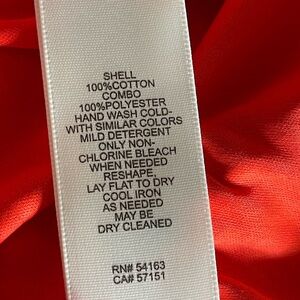 SHELL
100%COTTON
COMBO
100%POLYESTER
HAND WASH COLD-
WITH SIMILAR COLORS
MILD DETERGENT
ONLY NON-
CHLORINE BLEACH
WHEN NEEDED
RESHAPE,
LAY FLAT TO DRY
COOL IRON
AS NEEDED
MAY BE
DRY CLEANED
RN# 54163
CA# 57151